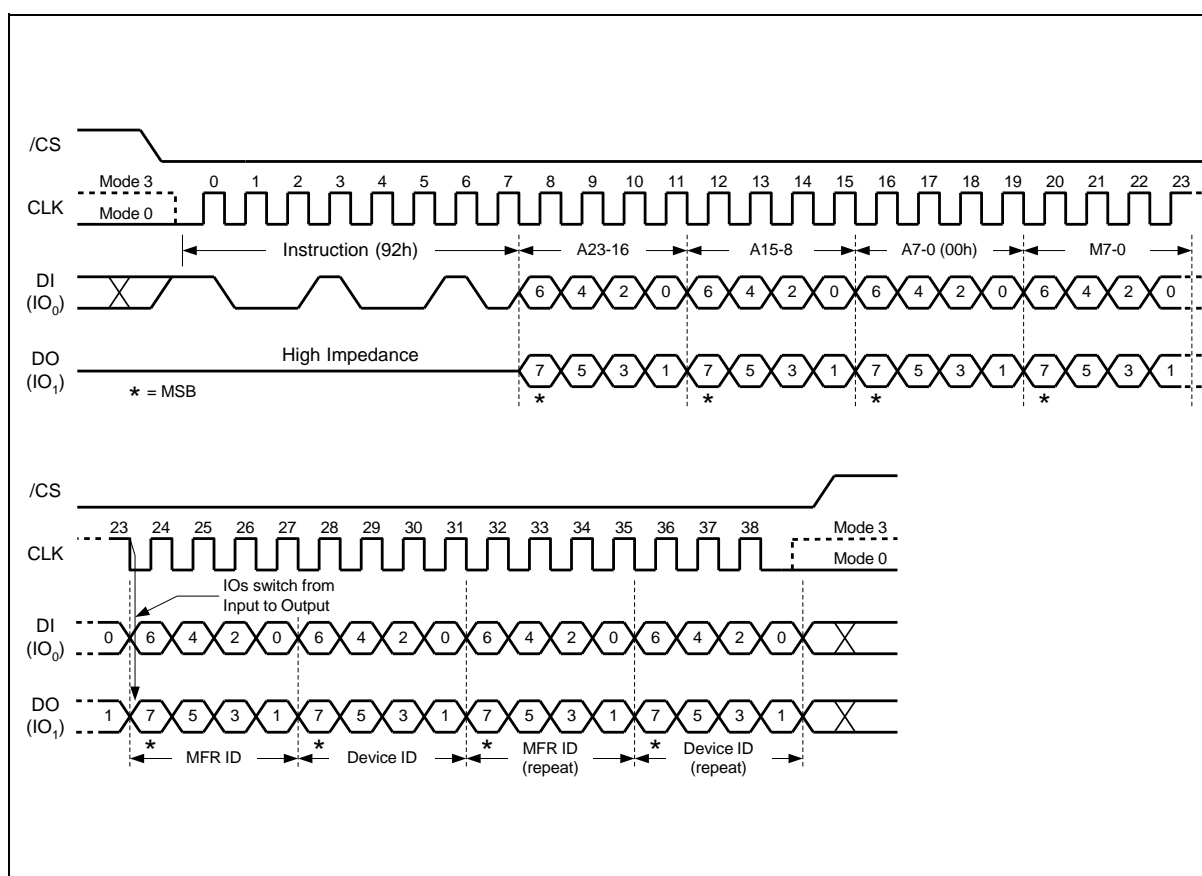 /CS
Mode 3 0 1 2 3 4 5 6 7 8 9 10 11 12 13 14 15 16 17 18 19 20 21 22 23
CLK Mode 0
Instruction (92h) A23-16 A15-8 A7-0 (00h) M7-0
DI
(IO0) 6 4 2 0 6 4 2 0 6 4 2 0 6 4 2 0
High Impedance
DO
(IO1) 7 5 3 1 7 5 3 1 7 5 3 1 7 5 3 1
* = MSB * * * *
/CS
23 24 25 26 27 28 29 30 31 32 33 34 35 36 37 38 Mode 3
CLK Mode 0
IOs switch from
Input to Output
DI
(IO0) 0 6 4 2 0 6 4 2 0 6 4 2 0 6 4 2 0
DO
(IO1) 1 7 5 3 1 7 5 3 1 7 5 3 1 7 5 3 1
* * * *
MFR ID Device ID MFR ID
(repeat) Device ID
(repeat)